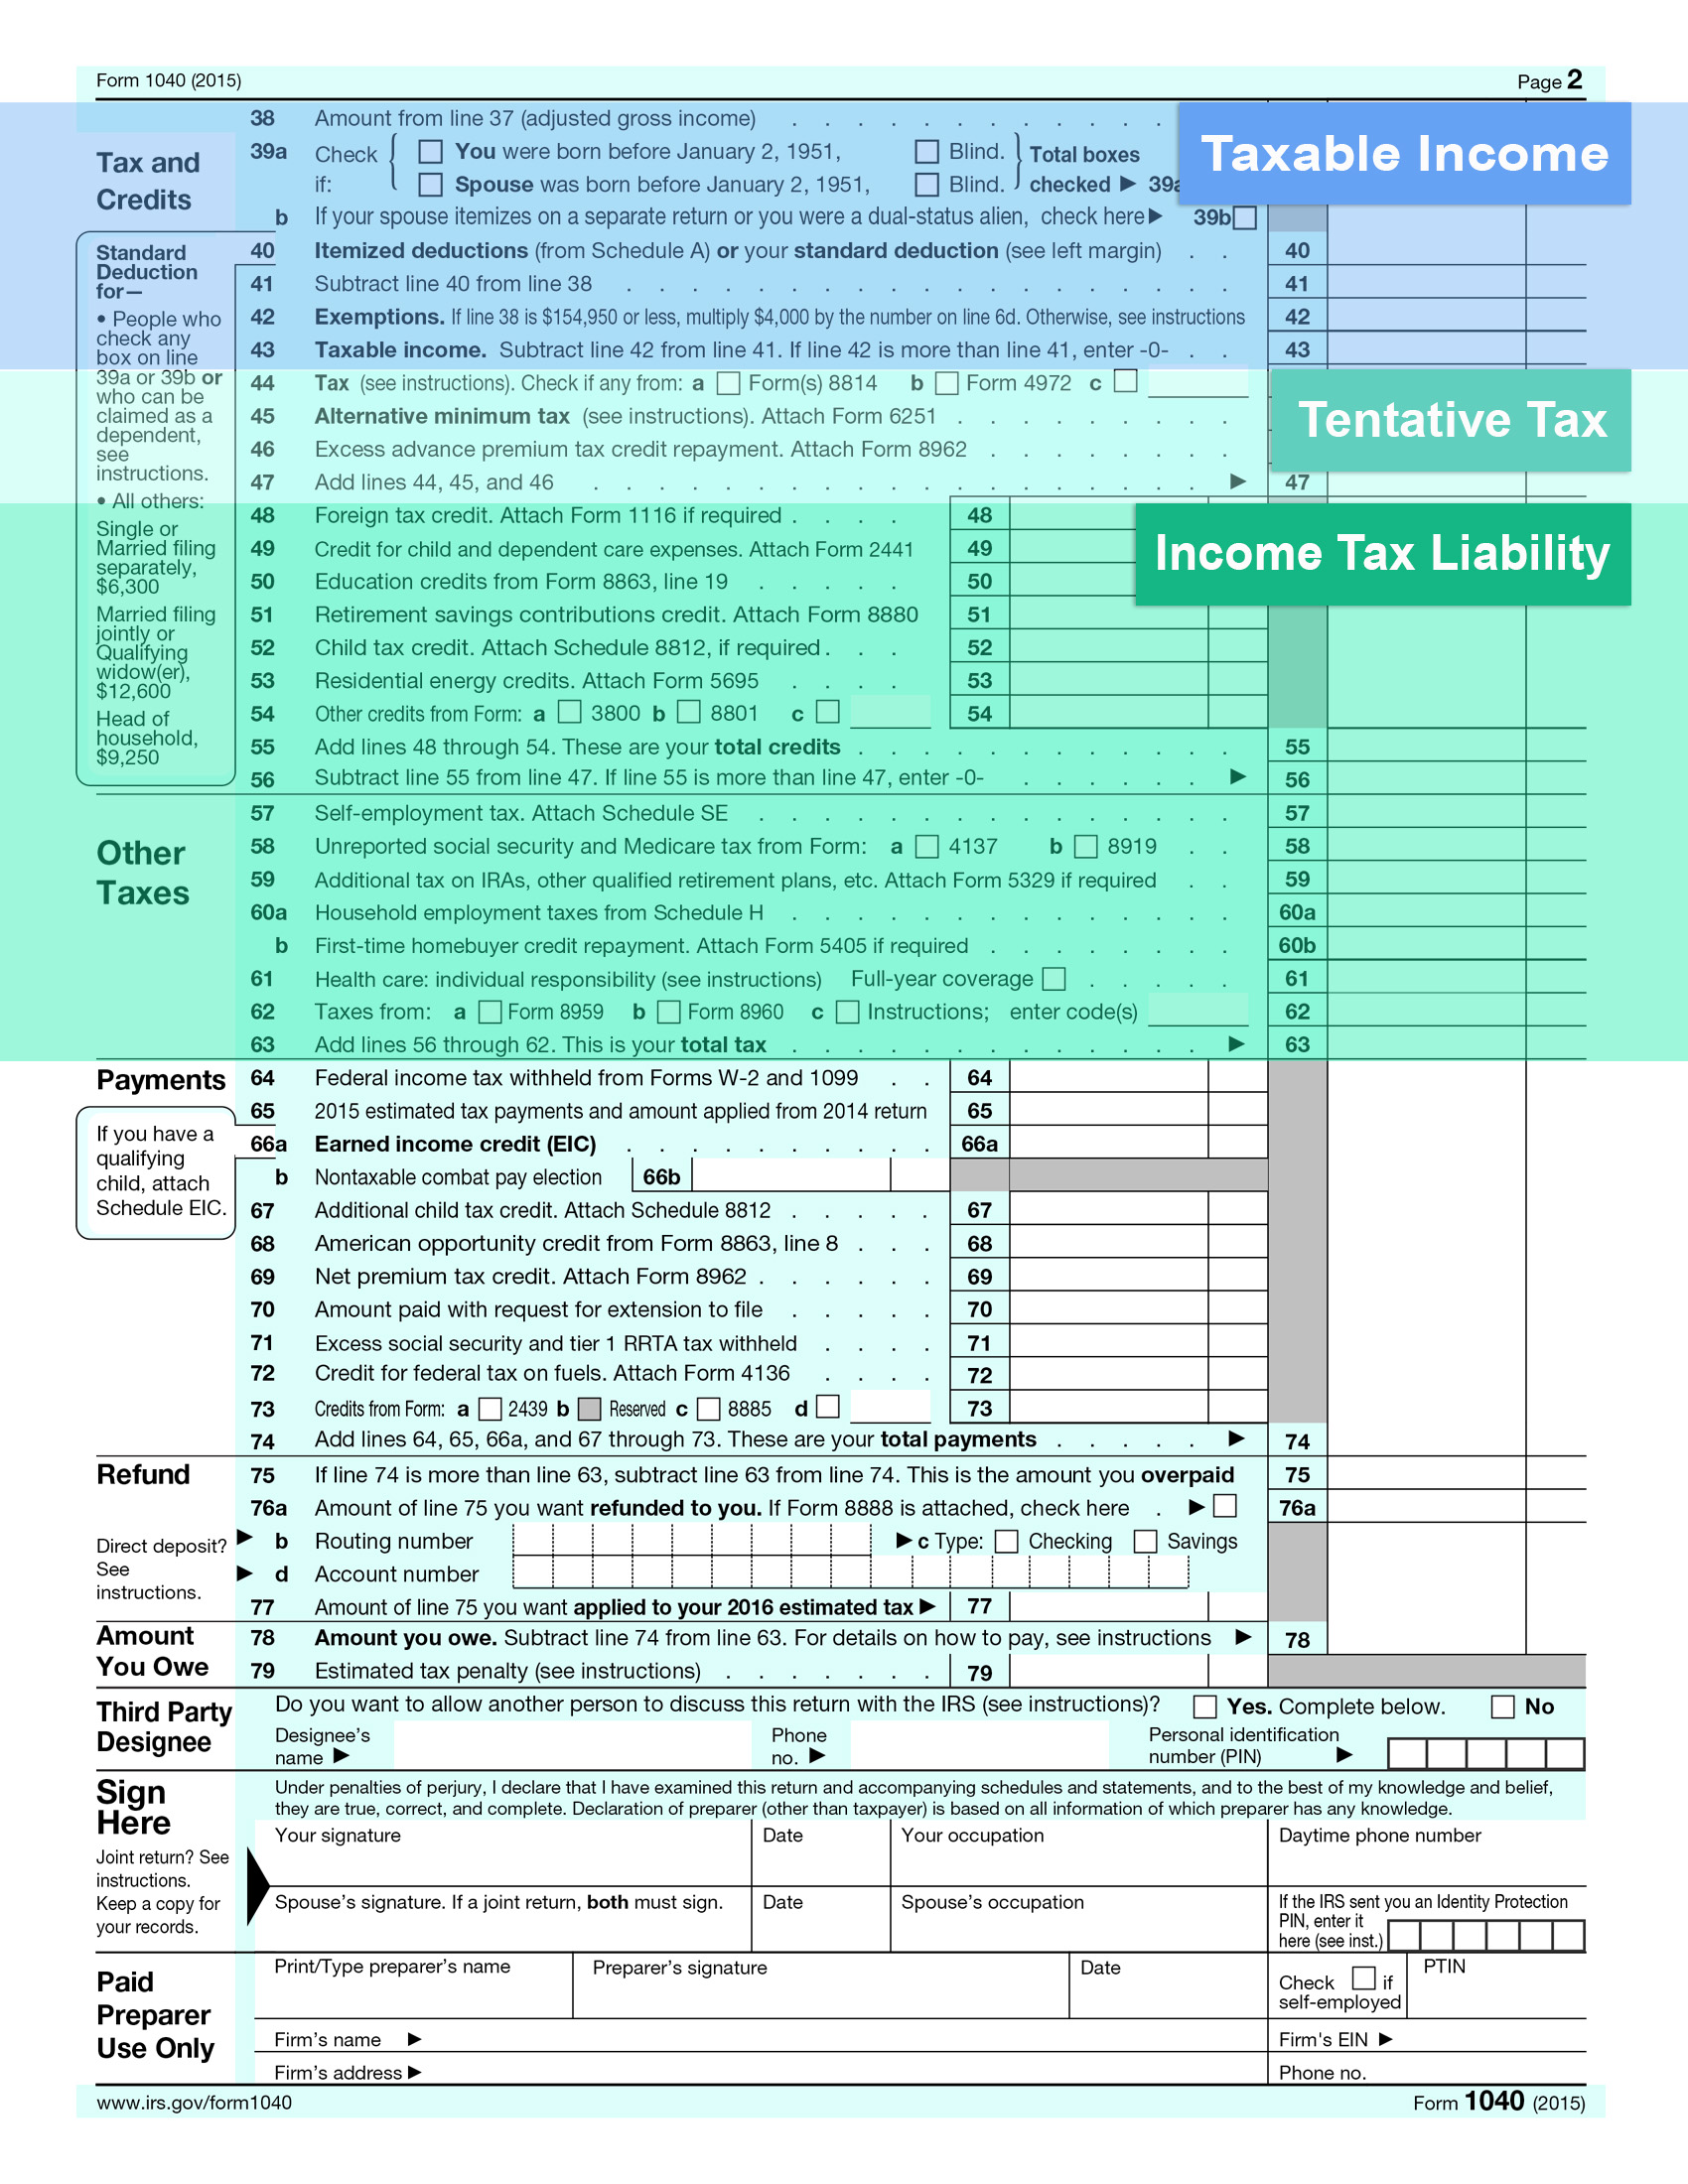 Form 1040 (2015) Page 2
38 Amount from line 37 (adjusted gross income) . . . . . . . . . . . .
Taxable Income
Tax and
Credits
39a Check { You were born before January 2, 1951, Blind. } Total boxes
if: Spouse was born before January 2, 1951, Blind. checked ▶ 39a
b If your spouse itemizes on a separate return or you were a dual-status alien, check here ▶ 39b
Standard
Deduction
for—
• People who
check any
box on line
39a or 39b or
who can be
claimed as a
dependent,
see
instructions.
• All others:
Single or
Married filing
separately,
$6,300
Married filing
jointly or
Qualifying
widow(er),
$12,600
Head of
household,
$9,250
40 Itemized deductions (from Schedule A) or your standard deduction (see left margin) . . 40
41 Subtract line 40 from line 38 . . . . . . . . . . . . . . . . . . . 41
42 Exemptions. If line 38 is $154,950 or less, multiply $4,000 by the number on line 6d. Otherwise, see instructions 42
43 Taxable income. Subtract line 42 from line 41. If line 42 is more than line 41, enter -0- . . 43
44 Tax (see instructions). Check if any from: a Form(s) 8814 b Form 4972 c
Tentative Tax
45 Alternative minimum tax (see instructions). Attach Form 6251 . . . . . . . . .
46 Excess advance premium tax credit repayment. Attach Form 8962 . . . . . . . .
47 Add lines 44, 45, and 46 . . . . . . . . . . . . . . . . . . . ▶ 47
48 Foreign tax credit. Attach Form 1116 if required . . . . 48
Income Tax Liability
49 Credit for child and dependent care expenses. Attach Form 2441 49
50 Education credits from Form 8863, line 19 . . . . . 50
51 Retirement savings contributions credit. Attach Form 8880 51
52 Child tax credit. Attach Schedule 8812, if required . . . 52
53 Residential energy credits. Attach Form 5695 . . . . 53
54 Other credits from Form: a 3800 b 8801 c 54
55 Add lines 48 through 54. These are your total credits . . . . . . . . . . . . 55
56 Subtract line 55 from line 47. If line 55 is more than line 47, enter -0- . . . . . . ▶ 56
Other
Taxes
57 Self-employment tax. Attach Schedule SE . . . . . . . . . . . . . . . 57
58 Unreported social security and Medicare tax from Form: a 4137 b 8919 . . 58
59 Additional tax on IRAs, other qualified retirement plans, etc. Attach Form 5329 if required . . 59
60a Household employment taxes from Schedule H . . . . . . . . . . . . . . 60a
b First-time homebuyer credit repayment. Attach Form 5405 if required . . . . . . . . 60b
61 Health care: individual responsibility (see instructions) Full-year coverage . . . . . 61
62 Taxes from: a Form 8959 b Form 8960 c Instructions; enter code(s) 62
63 Add lines 56 through 62. This is your total tax . . . . . . . . . . . . . ▶ 63
Payments
64 Federal income tax withheld from Forms W-2 and 1099 . . 64
65 2015 estimated tax payments and amount applied from 2014 return 65
If you have a
qualifying
child, attach
Schedule EIC.
66a Earned income credit (EIC) . . . . . . . . . . 66a
b Nontaxable combat pay election 66b
67 Additional child tax credit. Attach Schedule 8812 . . . . . 67
68 American opportunity credit from Form 8863, line 8 . . . 68
69 Net premium tax credit. Attach Form 8962 . . . . . . 69
70 Amount paid with request for extension to file . . . . . 70
71 Excess social security and tier 1 RRTA tax withheld . . . . 71
72 Credit for federal tax on fuels. Attach Form 4136 . . . . 72
73 Credits from Form: a 2439 b Reserved c 8885 d 73
74 Add lines 64, 65, 66a, and 67 through 73. These are your total payments . . . . . ▶ 74
Refund
75 If line 74 is more than line 63, subtract line 63 from line 74. This is the amount you overpaid 75
76a Amount of line 75 you want refunded to you. If Form 8888 is attached, check here . ▶ 76a
Direct deposit?
See
instructions.
▶ b Routing number ▶ c Type: Checking Savings
▶ d Account number
77 Amount of line 75 you want applied to your 2016 estimated tax ▶ 77
Amount
You Owe
78 Amount you owe. Subtract line 74 from line 63. For details on how to pay, see instructions ▶ 78
79 Estimated tax penalty (see instructions) . . . . . . . 79
Third Party
Designee
Do you want to allow another person to discuss this return with the IRS (see instructions)? Yes. Complete below. No
Designee's
name ▶
Phone
no. ▶
Personal identification
number (PIN) ▶
Sign
Here
Joint return? See
instructions.
Keep a copy for
your records.
Under penalties of perjury, I declare that I have examined this return and accompanying schedules and statements, and to the best of my knowledge and belief,
they are true, correct, and complete. Declaration of preparer (other than taxpayer) is based on all information of which preparer has any knowledge.
Your signature Date Your occupation Daytime phone number
Spouse's signature. If a joint return, both must sign. Date Spouse's occupation
If the IRS sent you an Identity Protection
PIN, enter it
here (see inst.)
Paid
Preparer
Use Only
Print/Type preparer's name Preparer's signature Date
Check if
self-employed
PTIN
Firm's name ▶ Firm's EIN ▶
Firm's address ▶ Phone no.
www.irs.gov/form1040 Form 1040 (2015)